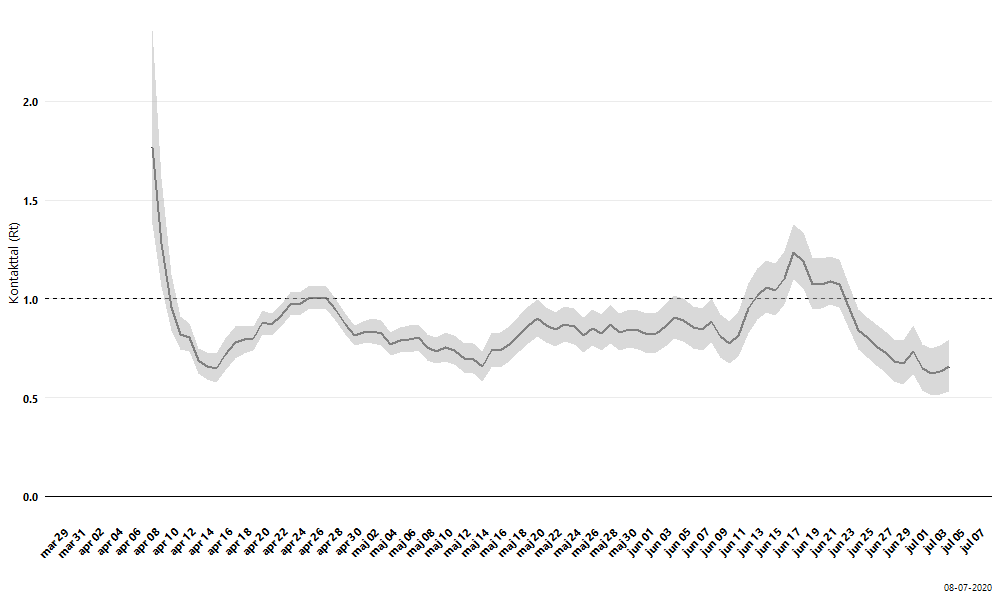 Kontakttal (Rt)
2.0
1.5
1.0
0.5
0.0
mar 29
mar 31
apr 02
apr 04
apr 06
apr 08
apr 10
apr 12
apr 14
apr 16
apr 18
apr 20
apr 22
apr 24
apr 26
apr 28
apr 30
maj 02
maj 04
maj 06
maj 08
maj 10
maj 12
maj 14
maj 16
maj 18
maj 20
maj 22
maj 24
maj 26
maj 28
maj 30
jun 01
jun 03
jun 05
jun 07
jun 09
jun 11
jun 13
jun 15
jun 17
jun 19
jun 21
jun 23
jun 25
jun 27
jun 29
jul 01
jul 03
jul 05
jul 07
08-07-2020